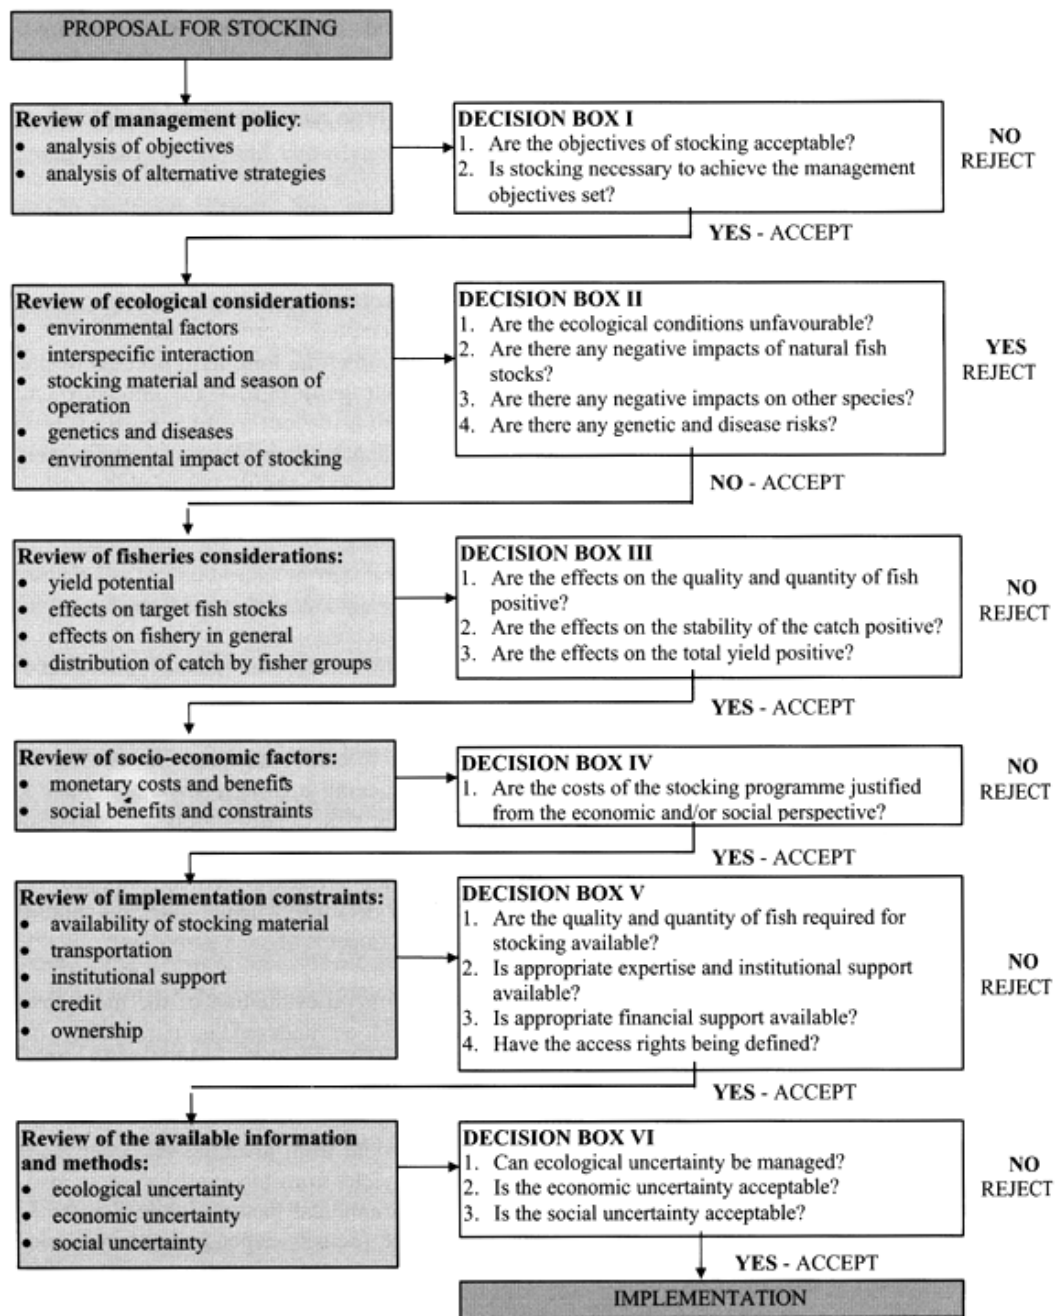 PROPOSAL FOR STOCKING
Review of management policy:
• analysis of objectives
• analysis of alternative strategies
DECISION BOX I
1. Are the objectives of stocking acceptable?
2. Is stocking necessary to achieve the management
objectives set?
NO
REJECT
YES - ACCEPT
Review of ecological considerations:
• environmental factors
• interspecific interaction
• stocking material and season of
operation
• genetics and diseases
• environmental impact of stocking
DECISION BOX II
1. Are the ecological conditions unfavourable?
2. Are there any negative impacts of natural fish
stocks?
3. Are there any negative impacts on other species?
4. Are there any genetic and disease risks?
YES
REJECT
NO - ACCEPT
Review of fisheries considerations:
• yield potential
• effects on target fish stocks
• effects on fishery in general
• distribution of catch by fisher groups
DECISION BOX III
1. Are the effects on the quality and quantity of fish
positive?
2. Are the effects on the stability of the catch positive?
3. Are the effects on the total yield positive?
NO
REJECT
YES - ACCEPT
Review of socio-economic factors:
• monetary costs and benefits
• social benefits and constraints
DECISION BOX IV
1. Are the costs of the stocking programme justified
from the economic and/or social perspective?
NO
REJECT
YES - ACCEPT
Review of implementation constraints:
• availability of stocking material
• transportation
• institutional support
• credit
• ownership
DECISION BOX V
1. Are the quality and quantity of fish required for
stocking available?
2. Is appropriate expertise and institutional support
available?
3. Is appropriate financial support available?
4. Have the access rights being defined?
NO
REJECT
YES - ACCEPT
Review of the available information
and methods:
• ecological uncertainty
• economic uncertainty
• social uncertainty
DECISION BOX VI
1. Can ecological uncertainty be managed?
2. Is the economic uncertainty acceptable?
3. Is the social uncertainty acceptable?
NO
REJECT
YES - ACCEPT
IMPLEMENTATION